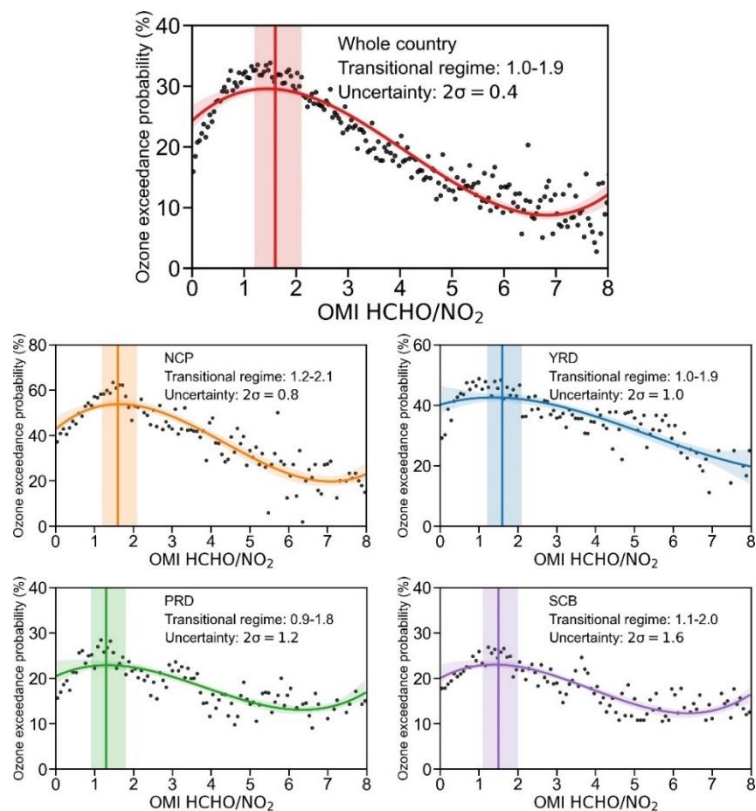 Ozone exceedance probability (%)
40
30
20
10
0
Whole country
Transitional regime: 1.0-1.9
Uncertainty: 2σ = 0.4
0 1 2 3 4 5 6 7 8
OMI HCHO/NO₂
Ozone exceedance probability (%)
80
60
40
20
0
NCP
Transitional regime: 1.2-2.1
Uncertainty: 2σ = 0.8
0 1 2 3 4 5 6 7 8
OMI HCHO/NO₂
Ozone exceedance probability (%)
60
40
20
0
YRD
Transitional regime: 1.0-1.9
Uncertainty: 2σ = 1.0
0 1 2 3 4 5 6 7 8
OMI HCHO/NO₂
Ozone exceedance probability (%)
40
30
20
10
0
PRD
Transitional regime: 0.9-1.8
Uncertainty: 2σ = 1.2
0 1 2 3 4 5 6 7 8
OMI HCHO/NO₂
Ozone exceedance probability (%)
40
30
20
10
0
SCB
Transitional regime: 1.1-2.0
Uncertainty: 2σ = 1.6
0 1 2 3 4 5 6 7 8
OMI HCHO/NO₂